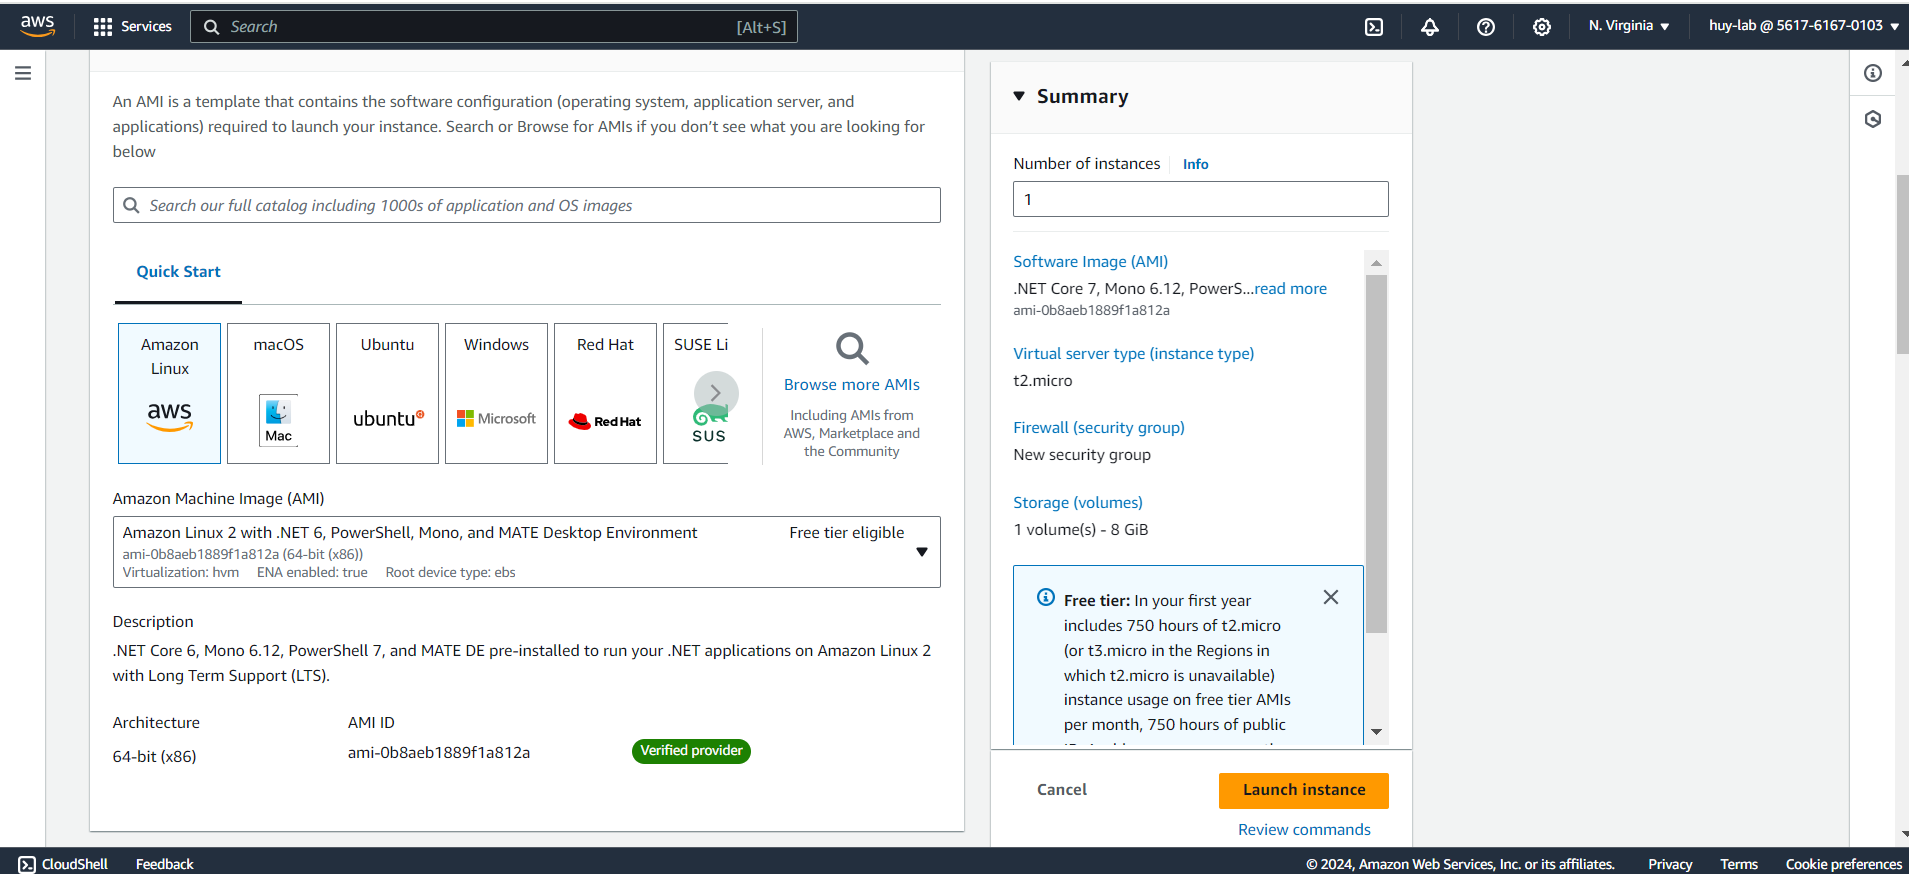 aws
Services
Search
[Alt+S]
N. Virginia
huy-lab @ 5617-6167-0103
An AMI is a template that contains the software configuration (operating system, application server, and
applications) required to launch your instance. Search or Browse for AMIs if you don't see what you are looking for
below
Search our full catalog including 1000s of application and OS images
Quick Start
Amazon
Linux
aws
macOS
Mac
Ubuntu
ubuntu
Windows
Microsoft
Red Hat
Red Hat
SUSE Li
SUS
Browse more AMIs
Including AMIs from
AWS, Marketplace and
the Community
Amazon Machine Image (AMI)
Amazon Linux 2 with .NET 6, PowerShell, Mono, and MATE Desktop Environment
Free tier eligible
ami-0b8aeb1889f1a812a (64-bit (x86))
Virtualization: hvm ENA enabled: true Root device type: ebs
Description
.NET Core 6, Mono 6.12, PowerShell 7, and MATE DE pre-installed to run your .NET applications on Amazon Linux 2
with Long Term Support (LTS).
Architecture
64-bit (x86)
AMI ID
ami-0b8aeb1889f1a812a
Verified provider
Summary
Number of instances
Info
1
Software Image (AMI)
.NET Core 7, Mono 6.12, PowerS...read more
ami-0b8aeb1889f1a812a
Virtual server type (instance type)
t2.micro
Firewall (security group)
New security group
Storage (volumes)
1 volume(s) - 8 GiB
Free tier: In your first year
includes 750 hours of t2.micro
(or t3.micro in the Regions in
which t2.micro is unavailable)
instance usage on free tier AMIs
per month, 750 hours of public
Cancel
Launch instance
Review commands
CloudShell
Feedback
© 2024, Amazon Web Services, Inc. or its affiliates.
Privacy
Terms
Cookie preferences